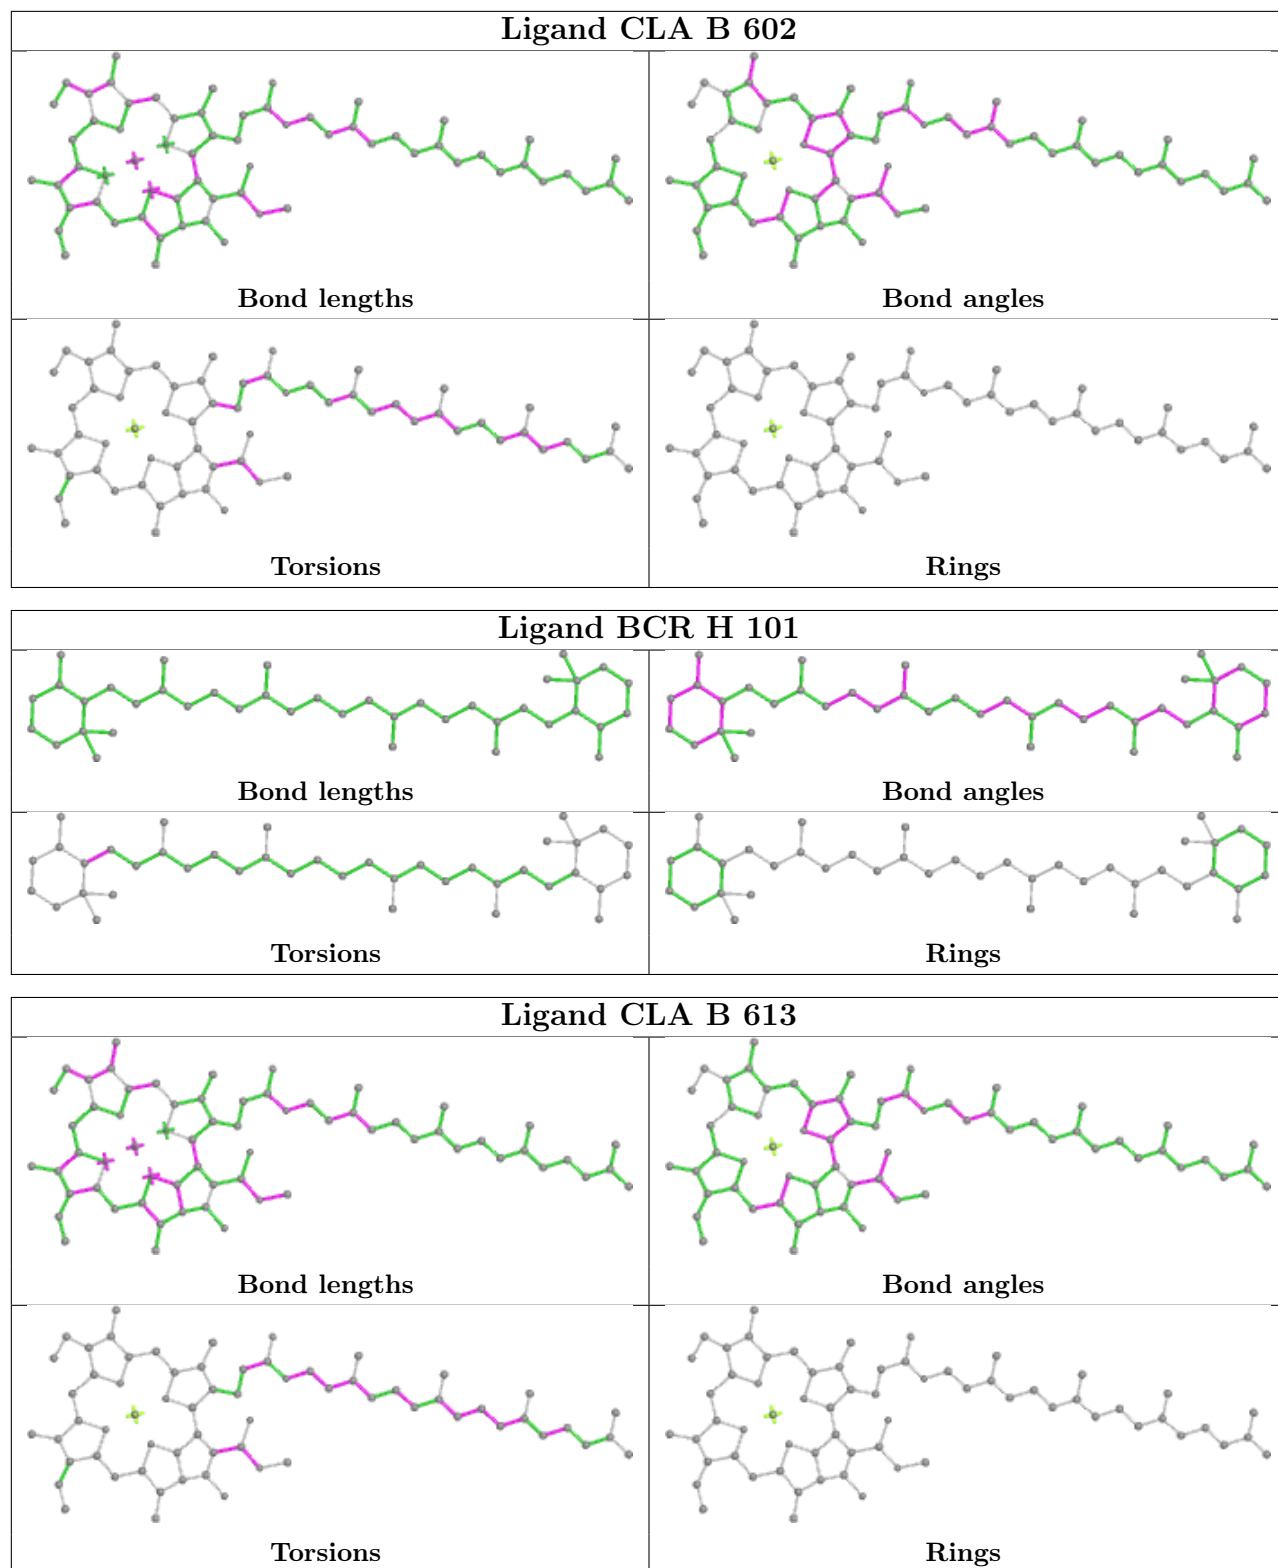 Ligand CLA B 602
Bond lengths
Bond angles
Torsions
Rings
Ligand BCR H 101
Bond lengths
Bond angles
Torsions
Rings
Ligand CLA B 613
Bond lengths
Bond angles
Torsions
Rings